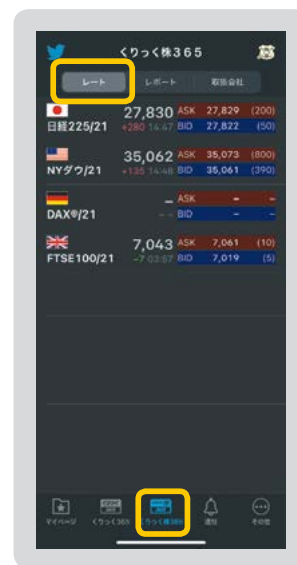 くりっく株365
レート レポート 取扱会社
27,830 ASK 27,829 (200)
日経225/21 +280 14:47 BID 27,822 (50)
35,062 ASK 35,073 (800)
NYダウ/21 +135 14:48 BID 35,061 (390)
– ASK – –
DAX®/21 – – BID – –
7,043 ASK 7,061 (10)
FTSE100/21 -7 03:57 BID 7,019 (5)
マイページ くりっく365 くりっく株365 通知 その他